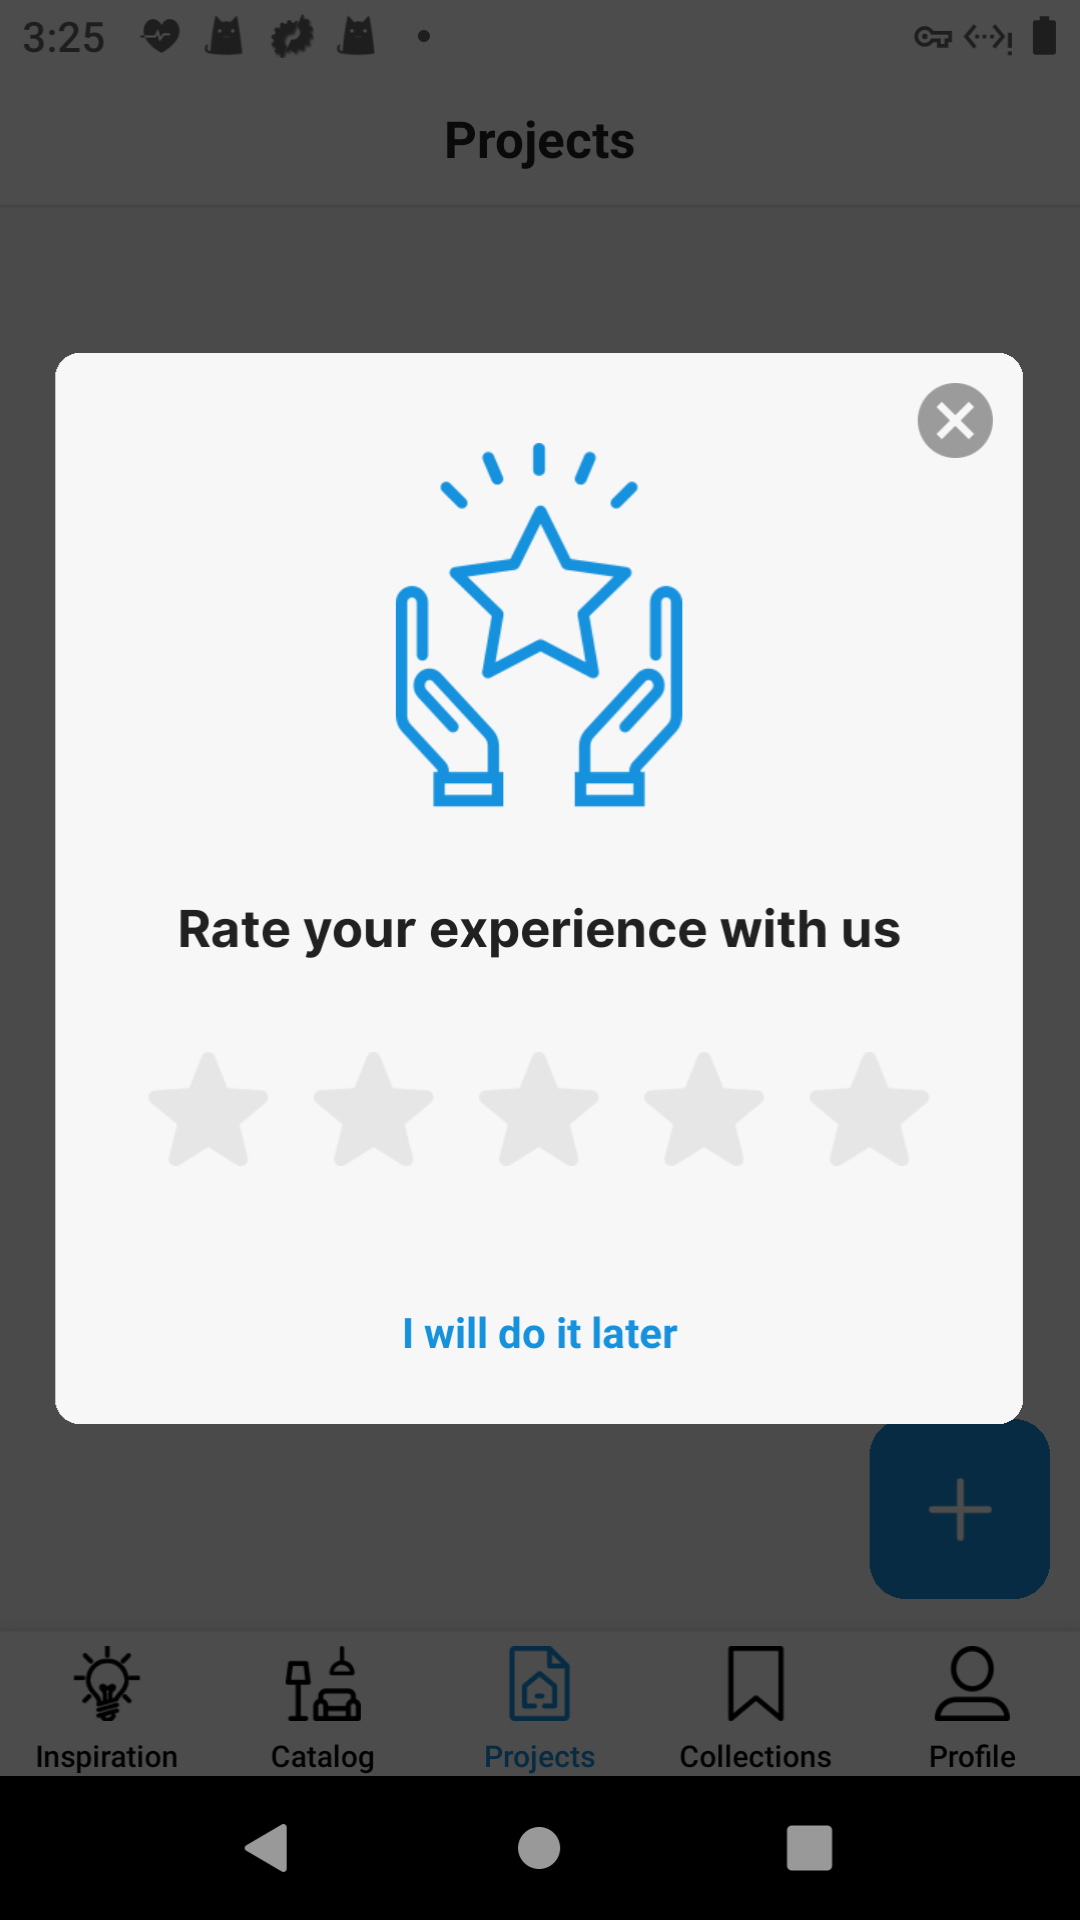 3:25
Projects
Rate your experience with us
I will do it later
Inspiration
Catalog
Projects
Collections
Profile